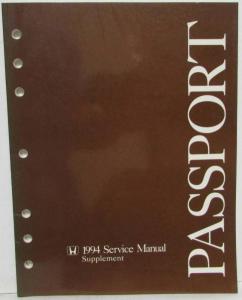 PASSPORT
1994 Service Manual
Supplement